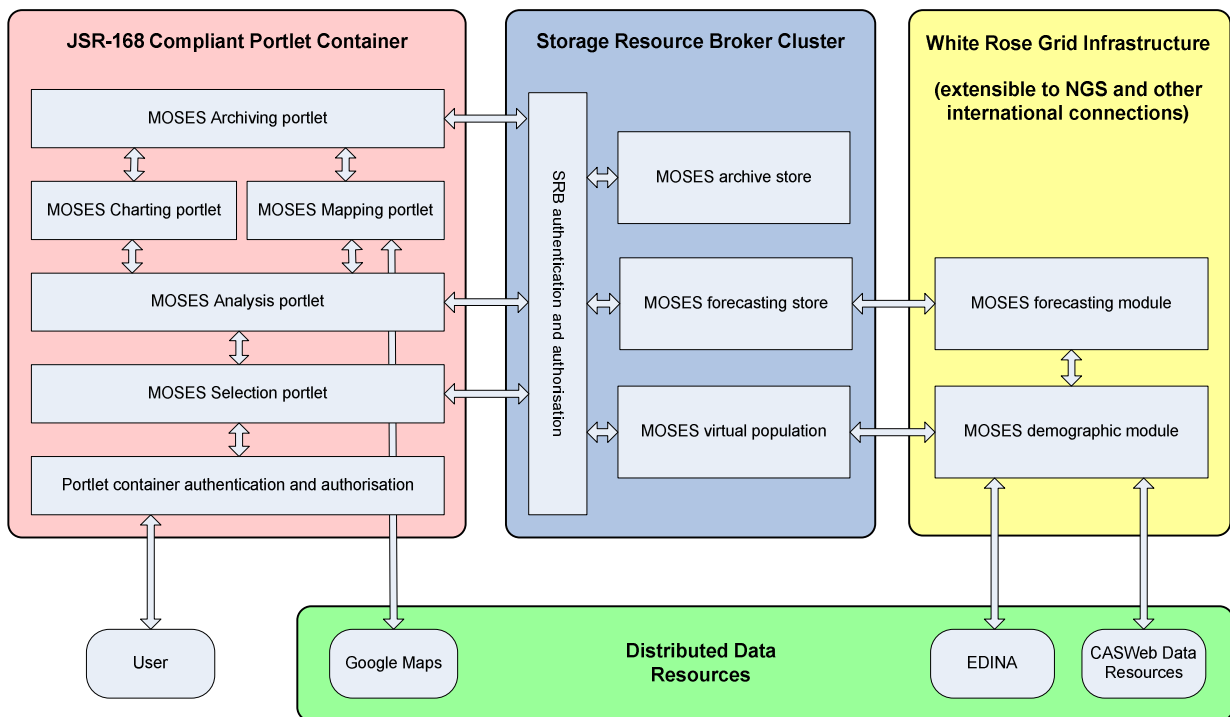 JSR-168 Compliant Portlet Container
MOSES Archiving portlet
MOSES Charting portlet
MOSES Mapping portlet
MOSES Analysis portlet
MOSES Selection portlet
Portlet container authentication and authorisation
Storage Resource Broker Cluster
SRB authentication and authorisation
MOSES archive store
MOSES forecasting store
MOSES virtual population
White Rose Grid Infrastructure
(extensible to NGS and other
international connections)
MOSES forecasting module
MOSES demographic module
User
Google Maps
Distributed Data
Resources
EDINA
CASWeb Data
Resources